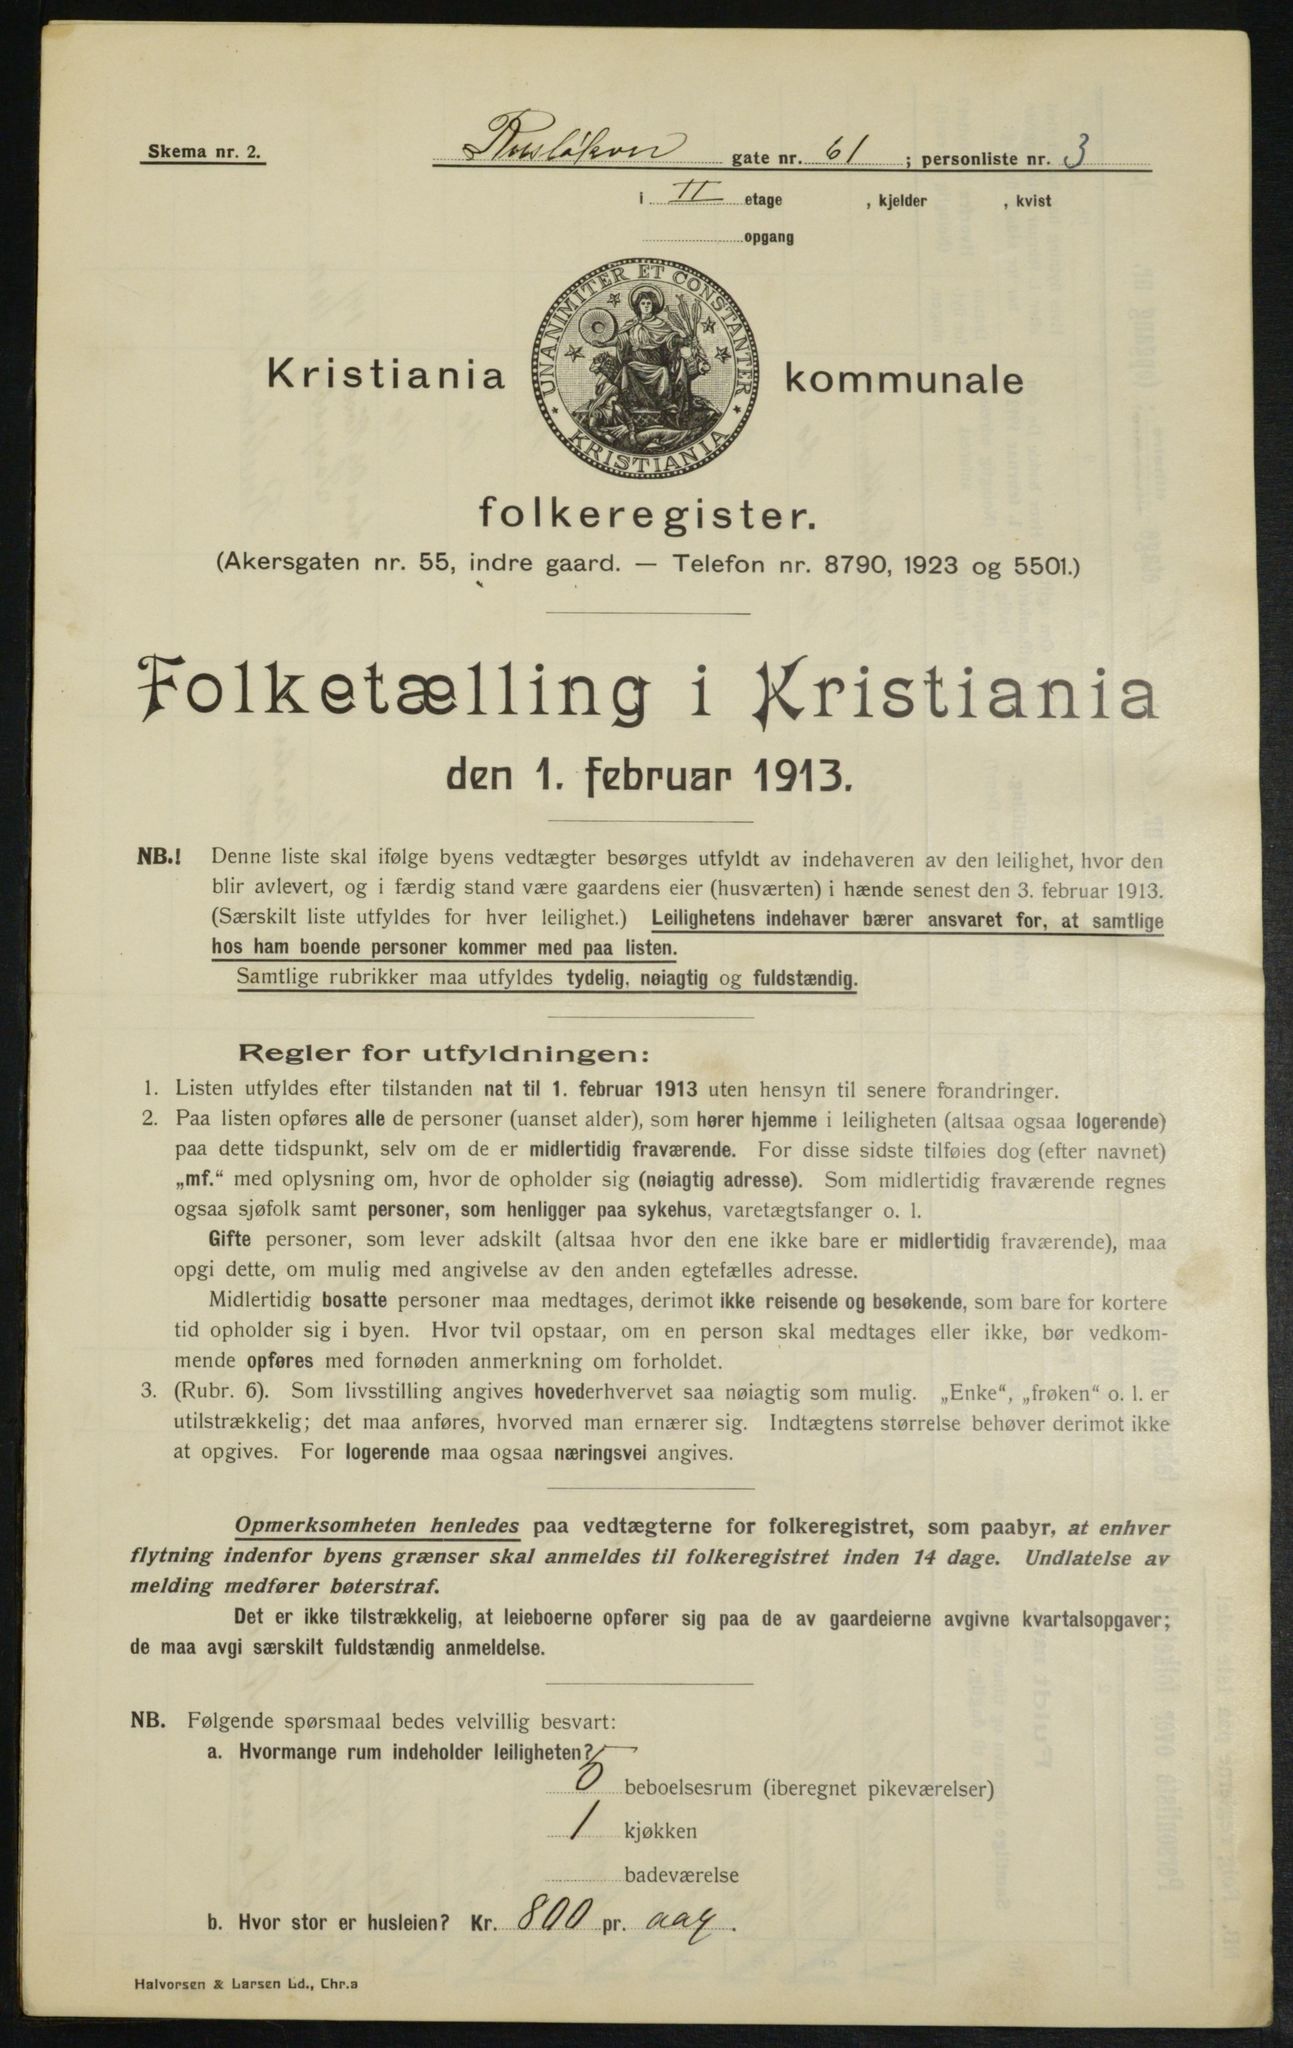 Skema nr. 2.
Ruseløkven gate nr. 61 ; personliste nr. 3
i II etage , kjelder , kvist
opgang
UNANIMITER ET CONSTANTER
KRISTIANIA
Kristiania kommunale
folkeregister.
(Akersgaten nr. 55, indre gaard. — Telefon nr. 8790, 1923 og 5501.)
Folketælling i Kristiania
den 1. februar 1913.
NB.! Denne liste skal ifølge byens vedtægter besørges utfyldt av indehaveren av den leilighet, hvor den
blir avlevert, og i færdig stand være gaardens eier (husværten) i hænde senest den 3. februar 1913.
(Særskilt liste utfyldes for hver leilighet.) Leilighetens indehaver bærer ansvaret for, at samtlige
hos ham boende personer kommer med paa listen.
Samtlige rubrikker maa utfyldes tydelig, nøiagtig og fuldstændig.
Regler for utfyldningen:
1. Listen utfyldes efter tilstanden nat til 1. februar 1913 uten hensyn til senere forandringer.
2. Paa listen opføres alle de personer (uanset alder), som hører hjemme i leiligheten (altsaa ogsaa logerende)
paa dette tidspunkt, selv om de er midlertidig fraværende. For disse sidste tilføies dog (efter navnet)
„mf.“ med oplysning om, hvor de opholder sig (nøiagtig adresse). Som midlertidig fraværende regnes
ogsaa sjøfolk samt personer, som henligger paa sykehus, varetægtsfanger o. l.
Gifte personer, som lever adskilt (altsaa hvor den ene ikke bare er midlertidig fraværende), maa
opgi dette, om mulig med angivelse av den anden egtefælles adresse.
Midlertidig bosatte personer maa medtages, derimot ikke reisende og besøkende, som bare for kortere
tid opholder sig i byen. Hvor tvil opstaar, om en person skal medtages eller ikke, bør vedkom-
mende opføres med fornøden anmerkning om forholdet.
3. (Rubr. 6). Som livsstilling angives hovederhvervet saa nøiagtig som mulig. „Enke“, „frøken“ o. l. er
utilstrækkelig; det maa anføres, hvorved man ernærer sig. Indtægtens størrelse behøver derimot ikke
at opgives. For logerende maa ogsaa næringsvei angives.
Opmerksomheten henledes paa vedtægterne for folkeregistret, som paabyr, at enhver
flytning indenfor byens grænser skal anmeldes til folkeregistret inden 14 dage. Undlatelse av
melding medfører bøterstraf.
Det er ikke tilstrækkelig, at leieboerne opfører sig paa de av gaardeierne avgivne kvartalsopgaver;
de maa avgi særskilt fuldstændig anmeldelse.
NB. Følgende spørsmaal bedes velvillig besvart:
a. Hvormange rum indeholder leiligheten?
5 beboelsesrum (iberegnet pikeværelser)
1 kjøkken
badeværelse
b. Hvor stor er husleien? Kr. 800 pr. aar.
Halvorsen & Larsen Ld., Chr.a